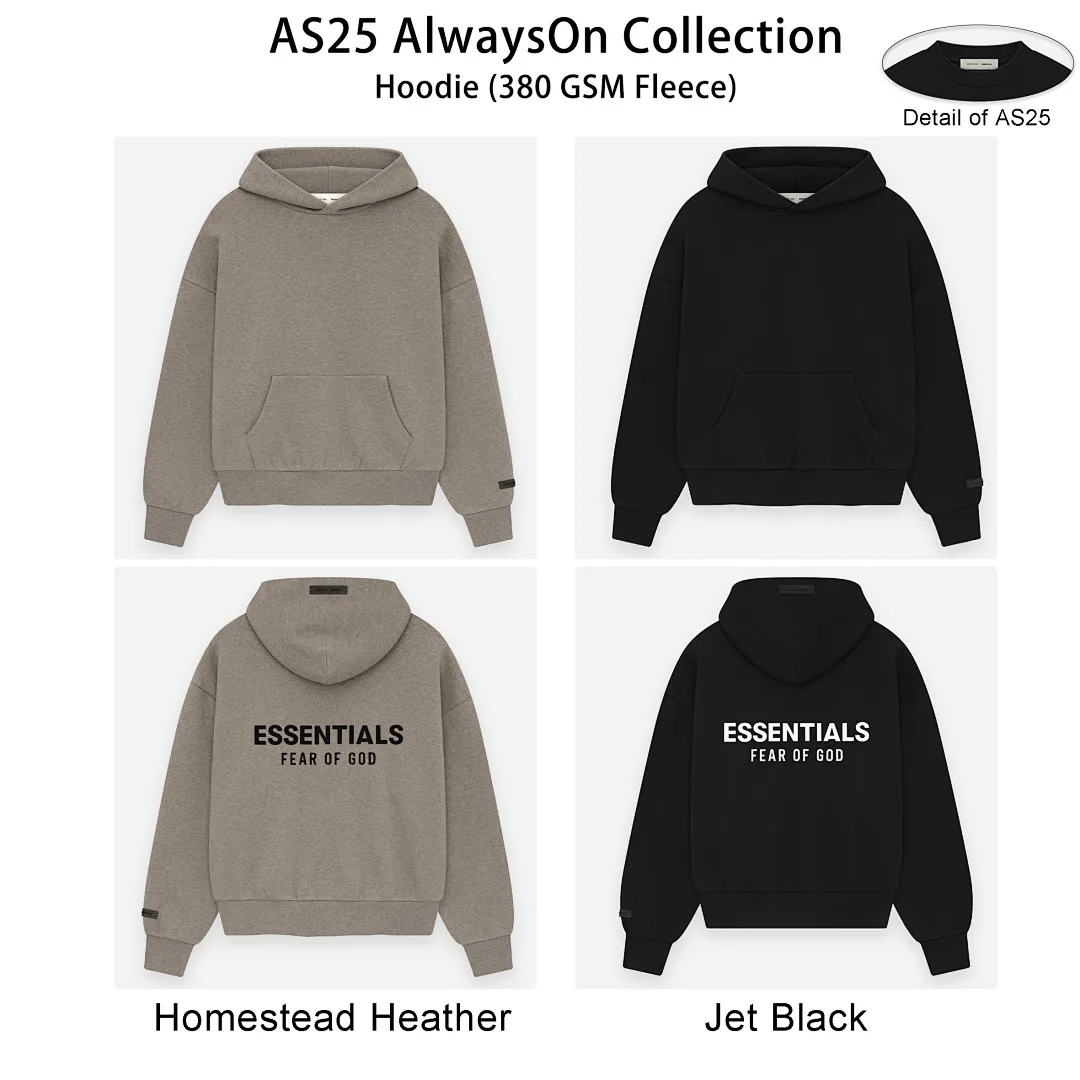 AS25 AlwaysOn Collection
Hoodie (380 GSM Fleece)
Detail of AS25
ESSENTIALS
FEAR OF GOD
ESSENTIALS
FEAR OF GOD
Homestead Heather
Jet Black